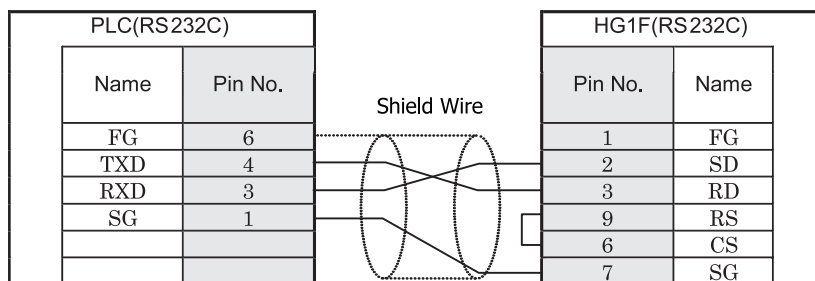 PLC(RS232C) HG1F(RS232C)
Name Pin No. Pin No. Name
Shield Wire
FG 6 1 FG
TXD 4 2 SD
RXD 3 3 RD
SG 1 9 RS
6 CS
7 SG